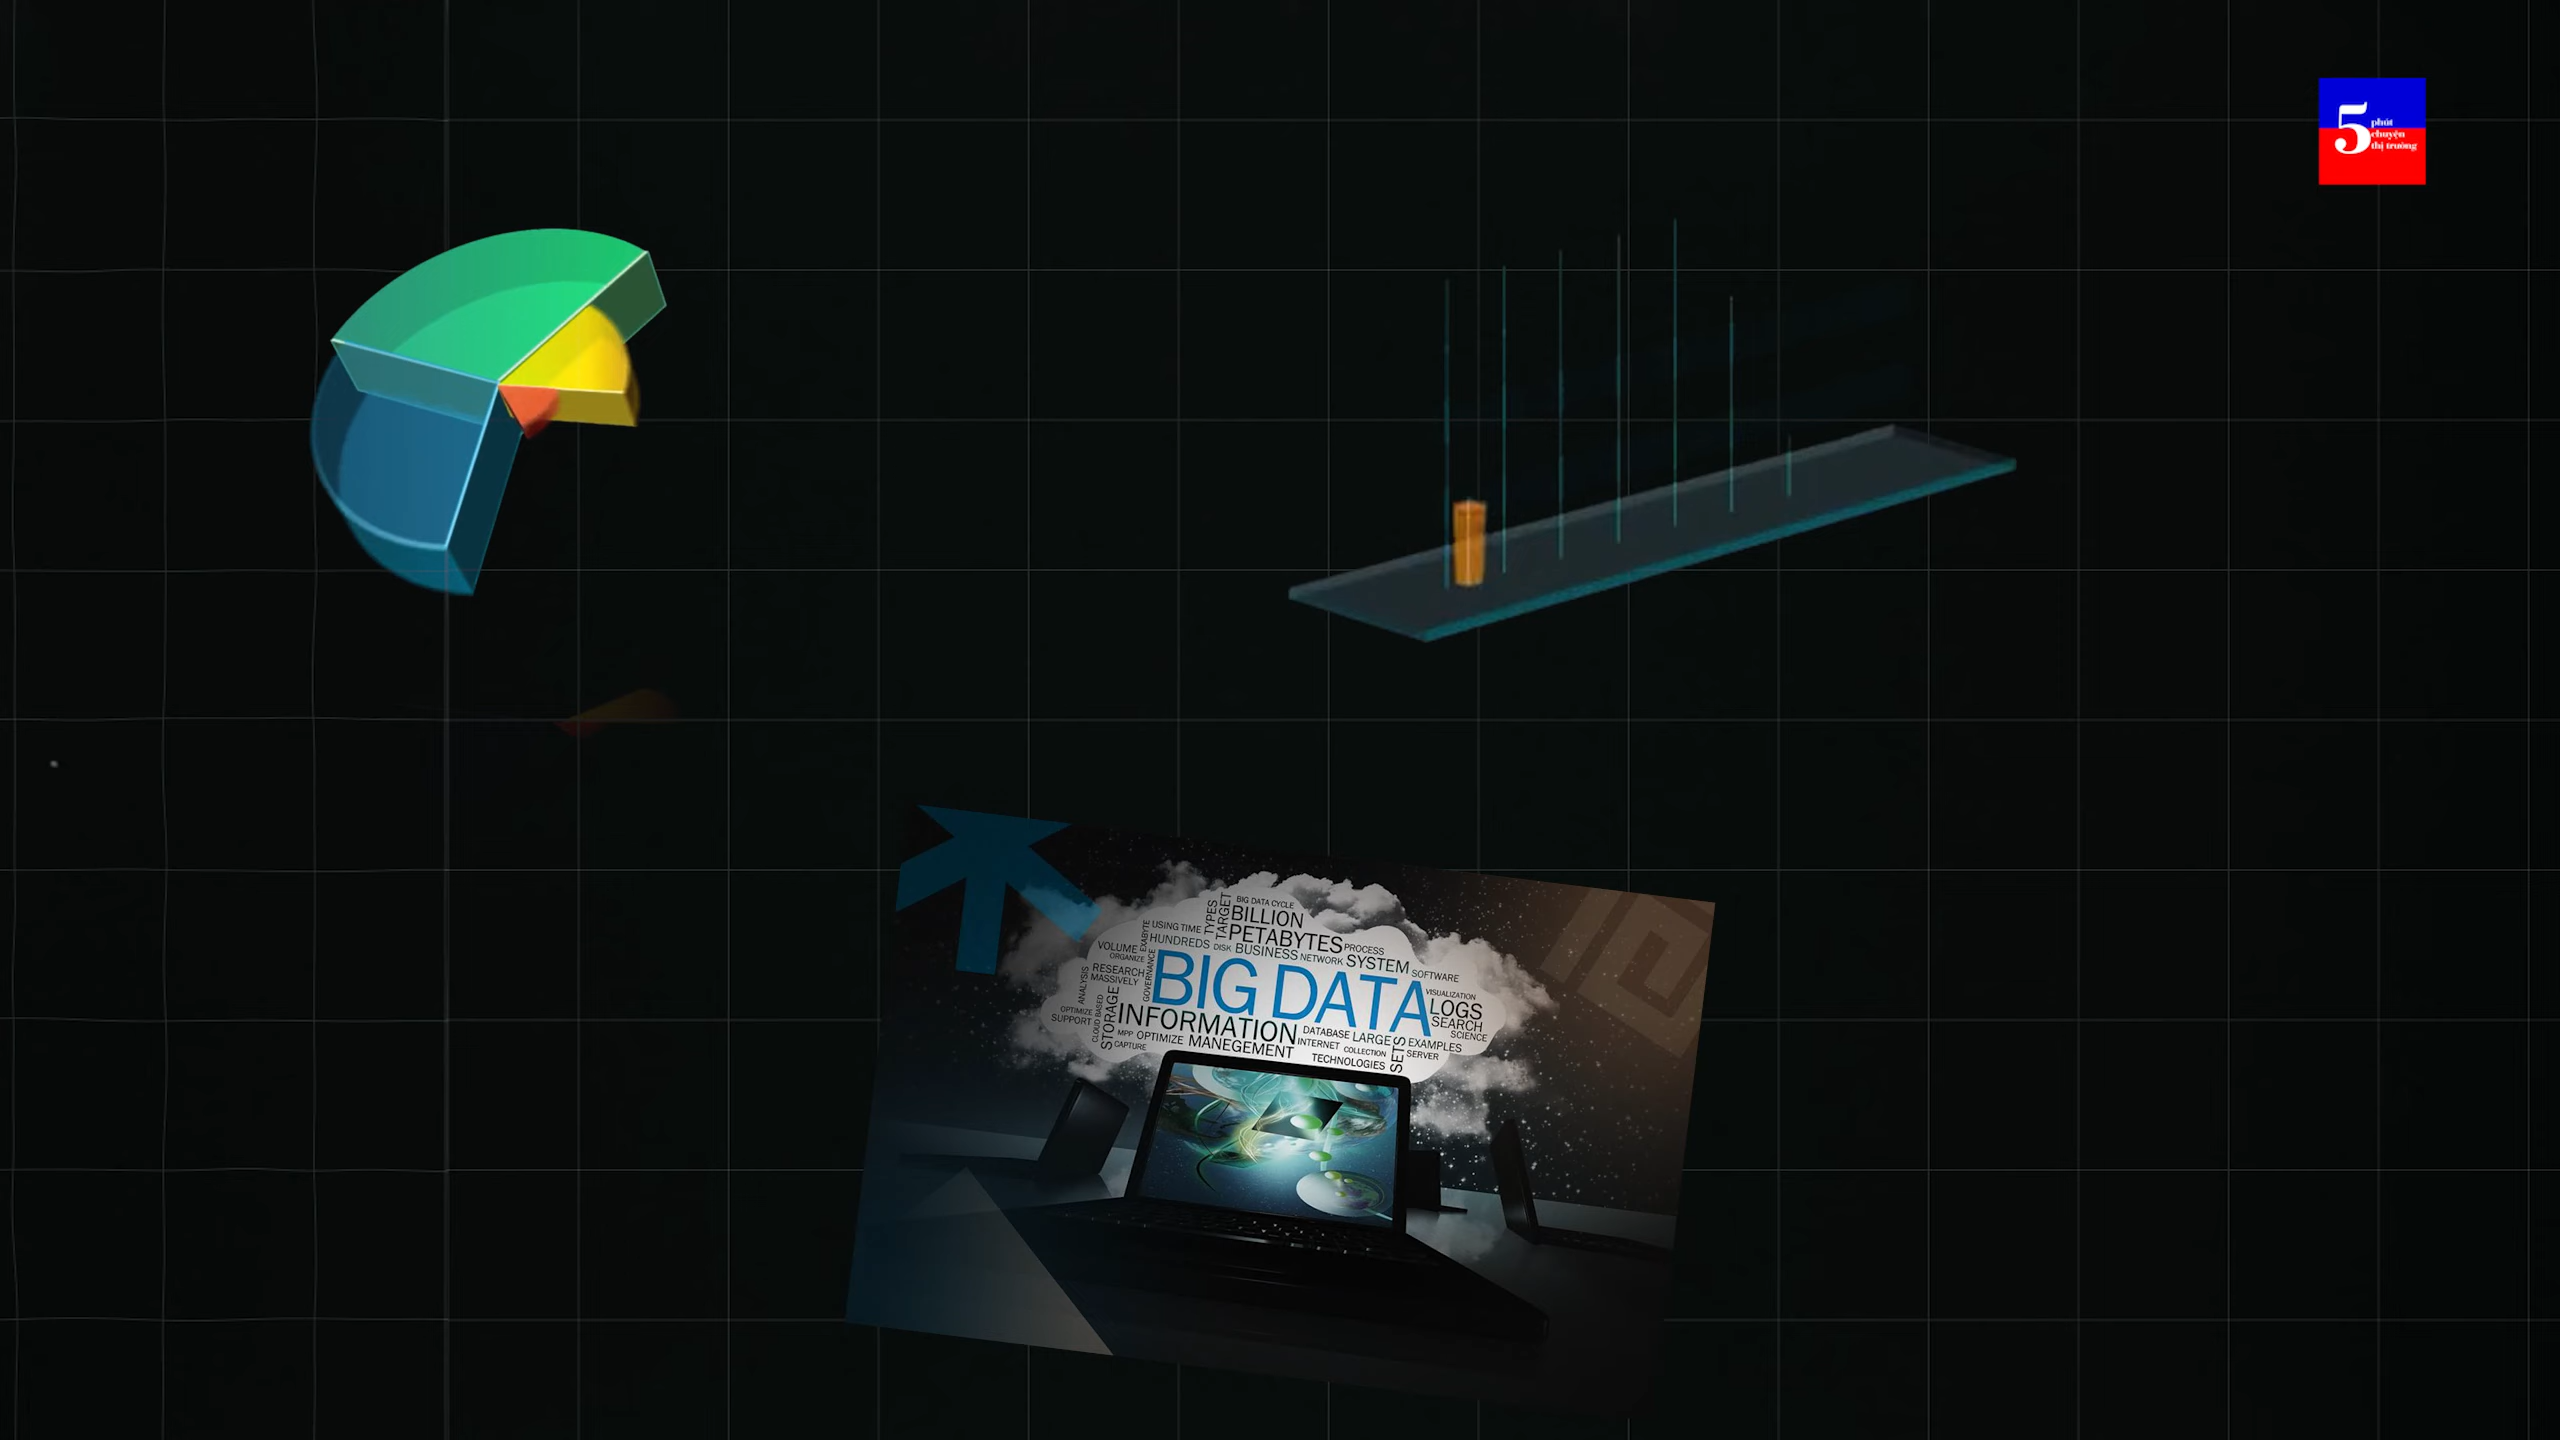 5 phút
chuyện
thị trường
BIG DATA CYCLE
TYPES
TARGET
BILLION
USING TIME
PETABYTES
PROCESS
VOLUME
EXABYTE
HUNDREDS
DISK
BUSINESS
NETWORK
SYSTEM
SOFTWARE
ORGANIZE
GOVERNANCE
ANALYSIS
RESEARCH
MASSIVELY
BIG DATA
VISUALIZATION
LOGS
SEARCH
SCIENCE
OPTIMIZE
SUPPORT
CLOUD BASED
STORAGE
INFORMATION
DATABASE
LARGE
EXAMPLES
MPP
OPTIMIZE
MANEGEMENT
INTERNET
COLLECTION
SETS
SERVER
CAPTURE
TECHNOLOGIES